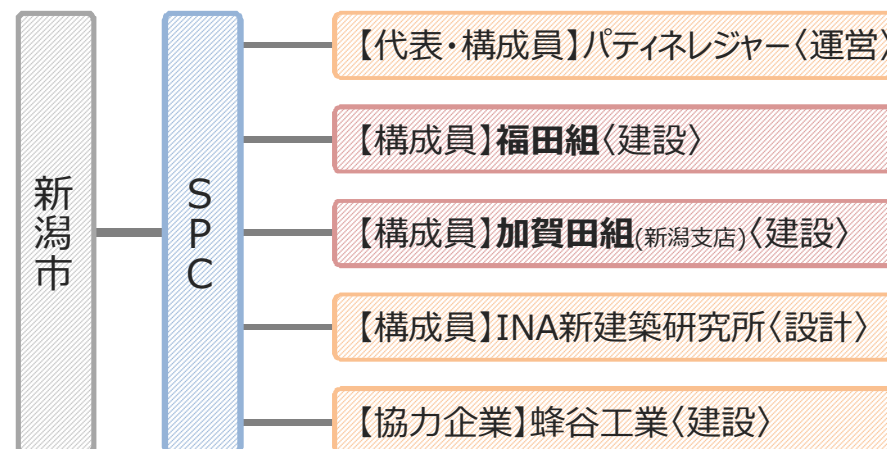 新潟市
SPC
【代表・構成員】パティネレジャー〈運営〉
【構成員】福田組〈建設〉
【構成員】加賀田組(新潟支店)〈建設〉
【構成員】INA新建築研究所〈設計〉
【協力企業】蜂谷工業〈建設〉